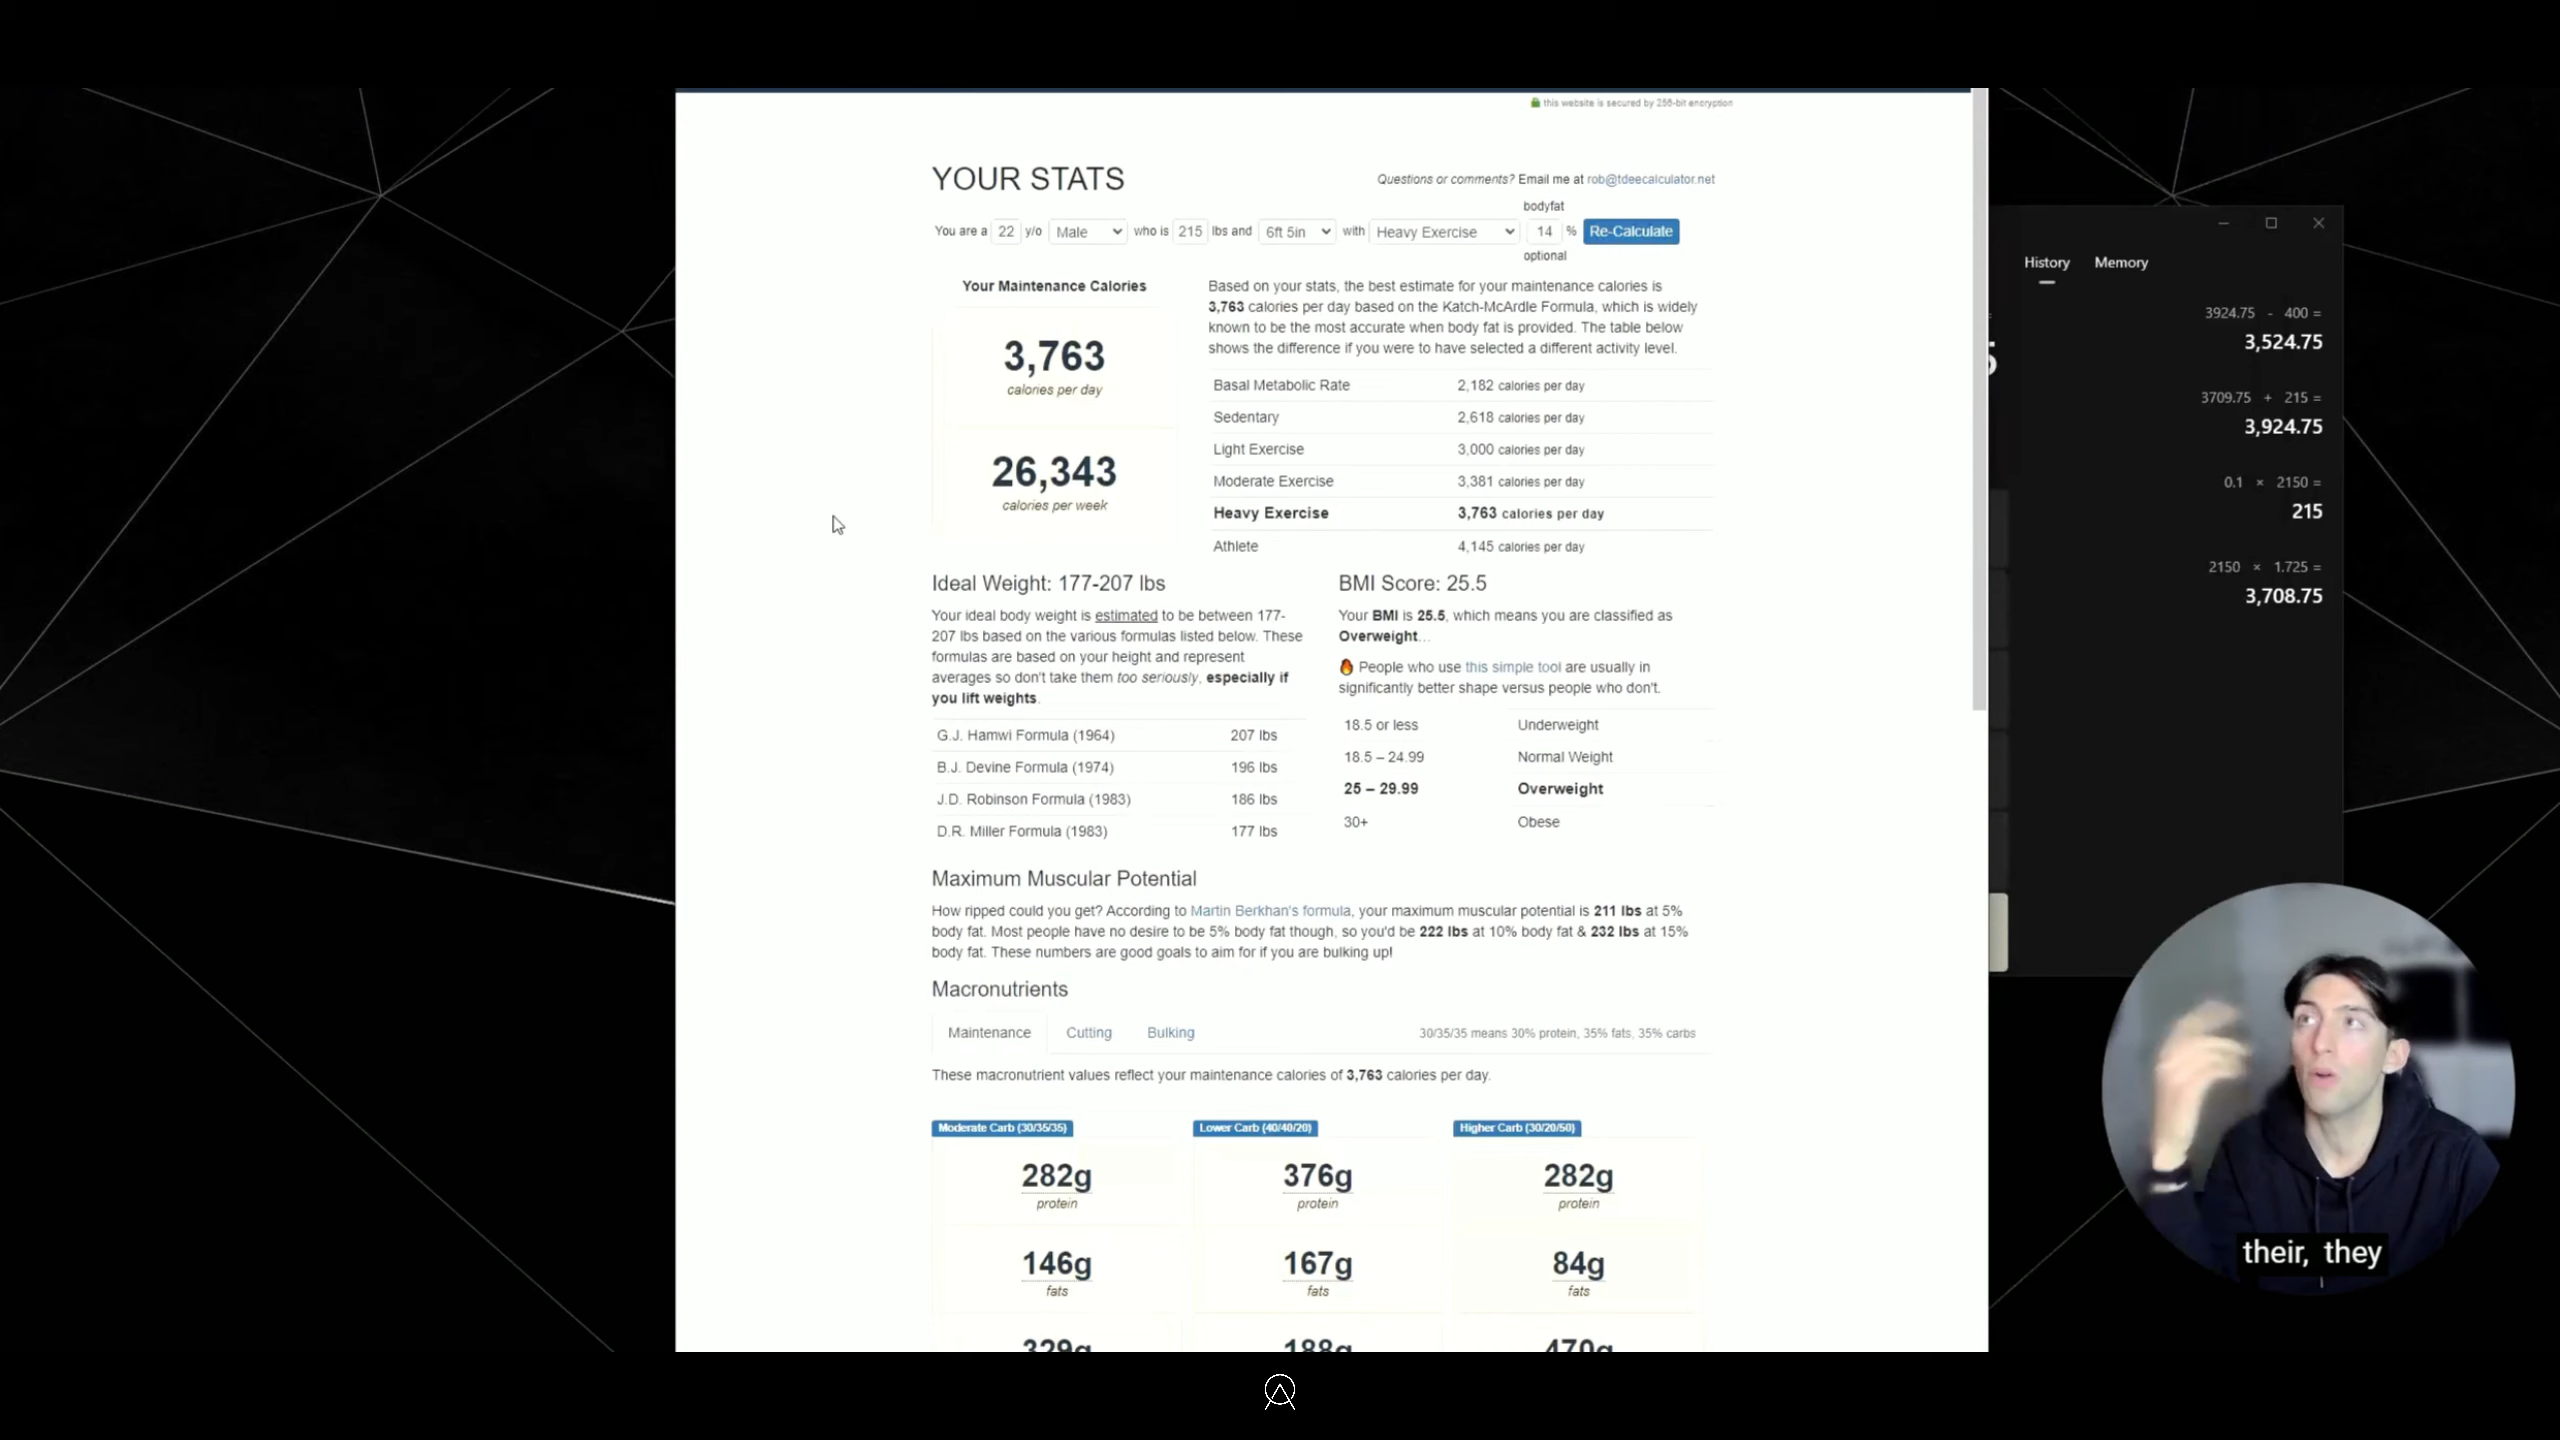 this website is secured by 256-bit encryption
YOUR STATS
Questions or comments? Email me at rob@tdeecalculator.net
bodyfat
You are a 22 y/o Male who is 215 lbs and 6ft 5in with Heavy Exercise 14 % Re-Calculate
optional
Your Maintenance Calories
3,763
calories per day
26,343
calories per week
Based on your stats, the best estimate for your maintenance calories is
3,763 calories per day based on the Katch-McArdle Formula, which is widely
known to be the most accurate when body fat is provided. The table below
shows the difference if you were to have selected a different activity level.
Basal Metabolic Rate 2,182 calories per day
Sedentary 2,618 calories per day
Light Exercise 3,000 calories per day
Moderate Exercise 3,381 calories per day
Heavy Exercise 3,763 calories per day
Athlete 4,145 calories per day
Ideal Weight: 177-207 lbs
Your ideal body weight is estimated to be between 177-
207 lbs based on the various formulas listed below. These
formulas are based on your height and represent
averages so don't take them too seriously, especially if
you lift weights.
G.J. Hamwi Formula (1964) 207 lbs
B.J. Devine Formula (1974) 196 lbs
J.D. Robinson Formula (1983) 186 lbs
D.R. Miller Formula (1983) 177 lbs
BMI Score: 25.5
Your BMI is 25.5, which means you are classified as
Overweight...
People who use this simple tool are usually in
significantly better shape versus people who don't.
18.5 or less Underweight
18.5 – 24.99 Normal Weight
25 – 29.99 Overweight
30+ Obese
Maximum Muscular Potential
How ripped could you get? According to Martin Berkhan's formula, your maximum muscular potential is 211 lbs at 5%
body fat. Most people have no desire to be 5% body fat though, so you'd be 222 lbs at 10% body fat & 232 lbs at 15%
body fat. These numbers are good goals to aim for if you are bulking up!
Macronutrients
Maintenance Cutting Bulking 30/35/35 means 30% protein, 35% fats, 35% carbs
These macronutrient values reflect your maintenance calories of 3,763 calories per day.
Moderate Carb (30/35/35) Lower Carb (40/40/20) Higher Carb (30/20/50)
282g 376g 282g
protein protein protein
146g 167g 84g
fats fats fats
329g 188g 470g
History Memory
3924.75 - 400 =
3,524.75
3709.75 + 215 =
3,924.75
0.1 × 2150 =
215
2150 × 1.725 =
3,708.75
their, they